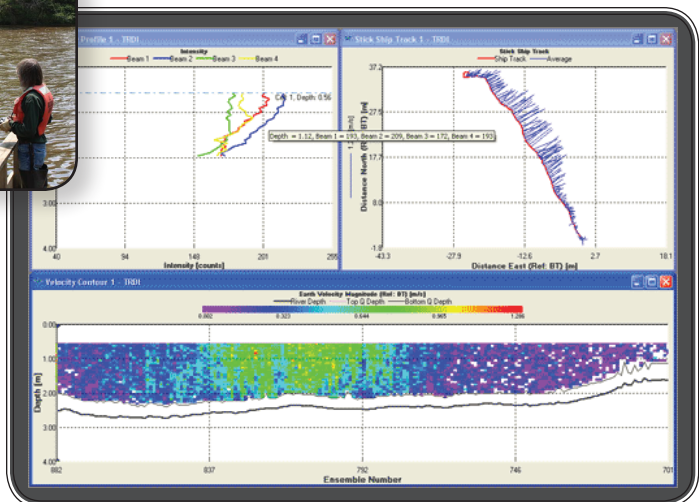 Profile 1 - TRDI
Intensity
Beam 1 Beam 2 Beam 3 Beam 4
Depth: 0.56
Depth = 1.12, Beam 1 = 193, Beam 2 = 209, Beam 3 = 172, Beam 4 = 193
3.00
4.00
40 94 148 201 255
Intensity [counts]
Stick Ship Track 1 - TRDI
Stick Ship Track
Ship Track Average
Distance North (Ref: BT) [m]
37.2
27.5
17.7
0.0
-1.8
-43.3 -27.9 -12.6 2.7 18.1
Distance East (Ref: BT) [m]
Velocity Contour 1 - TRDI
Earth Velocity Magnitude (Ref: BT) [m/s]
River Depth Top Q Depth Bottom Q Depth
0.002 0.323 0.644 0.965 1.286
Depth [m]
0.00
1.00
2.00
3.00
4.00
882 837 792 746 701
Ensemble Number